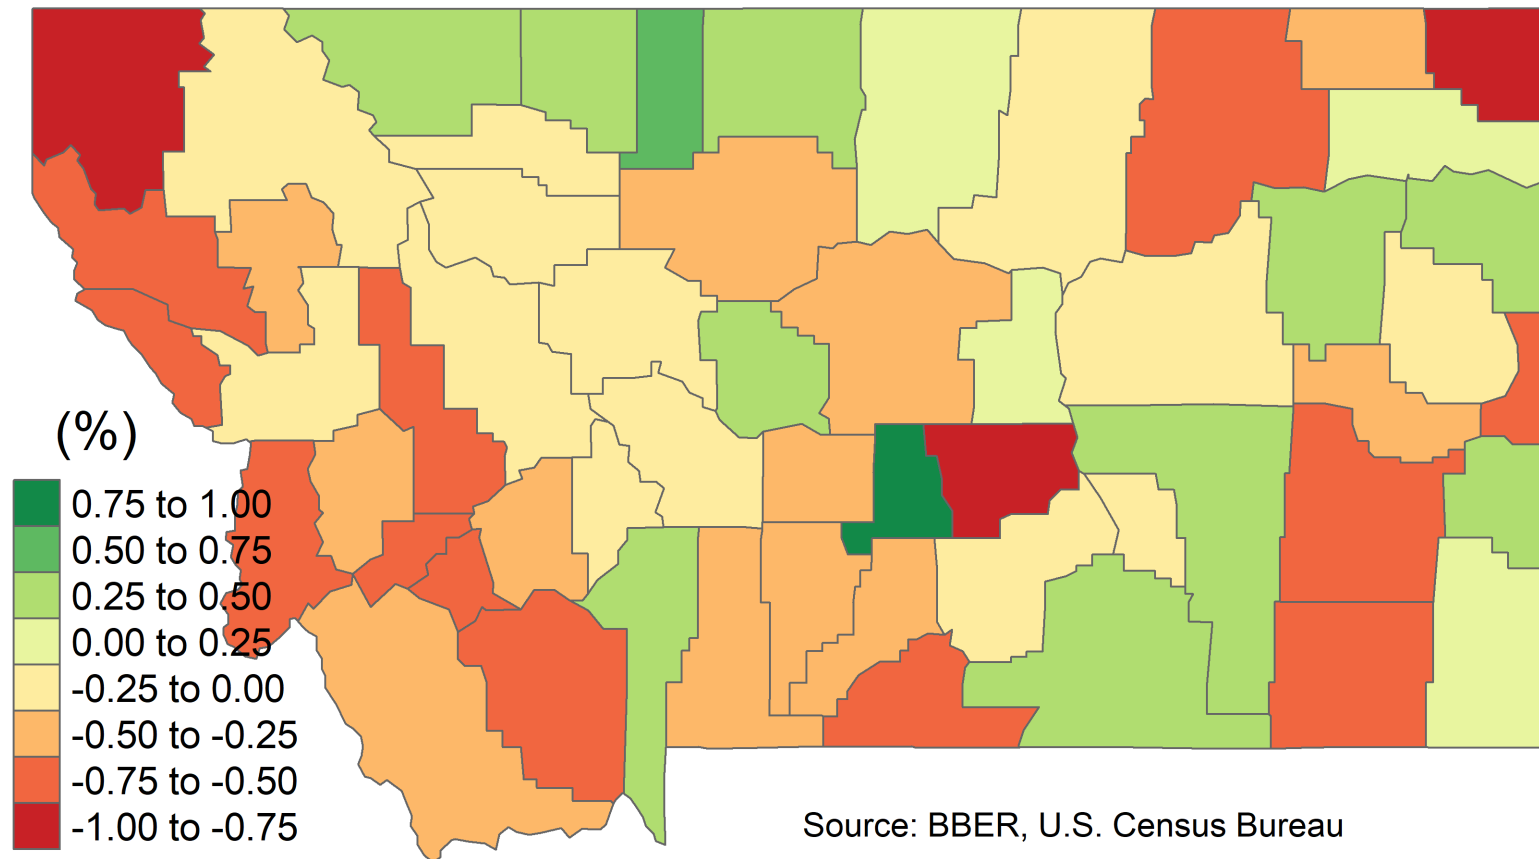 (%)
0.75 to 1.00
0.50 to 0.75
0.25 to 0.50
0.00 to 0.25
-0.25 to 0.00
-0.50 to -0.25
-0.75 to -0.50
-1.00 to -0.75
Source: BBER, U.S. Census Bureau